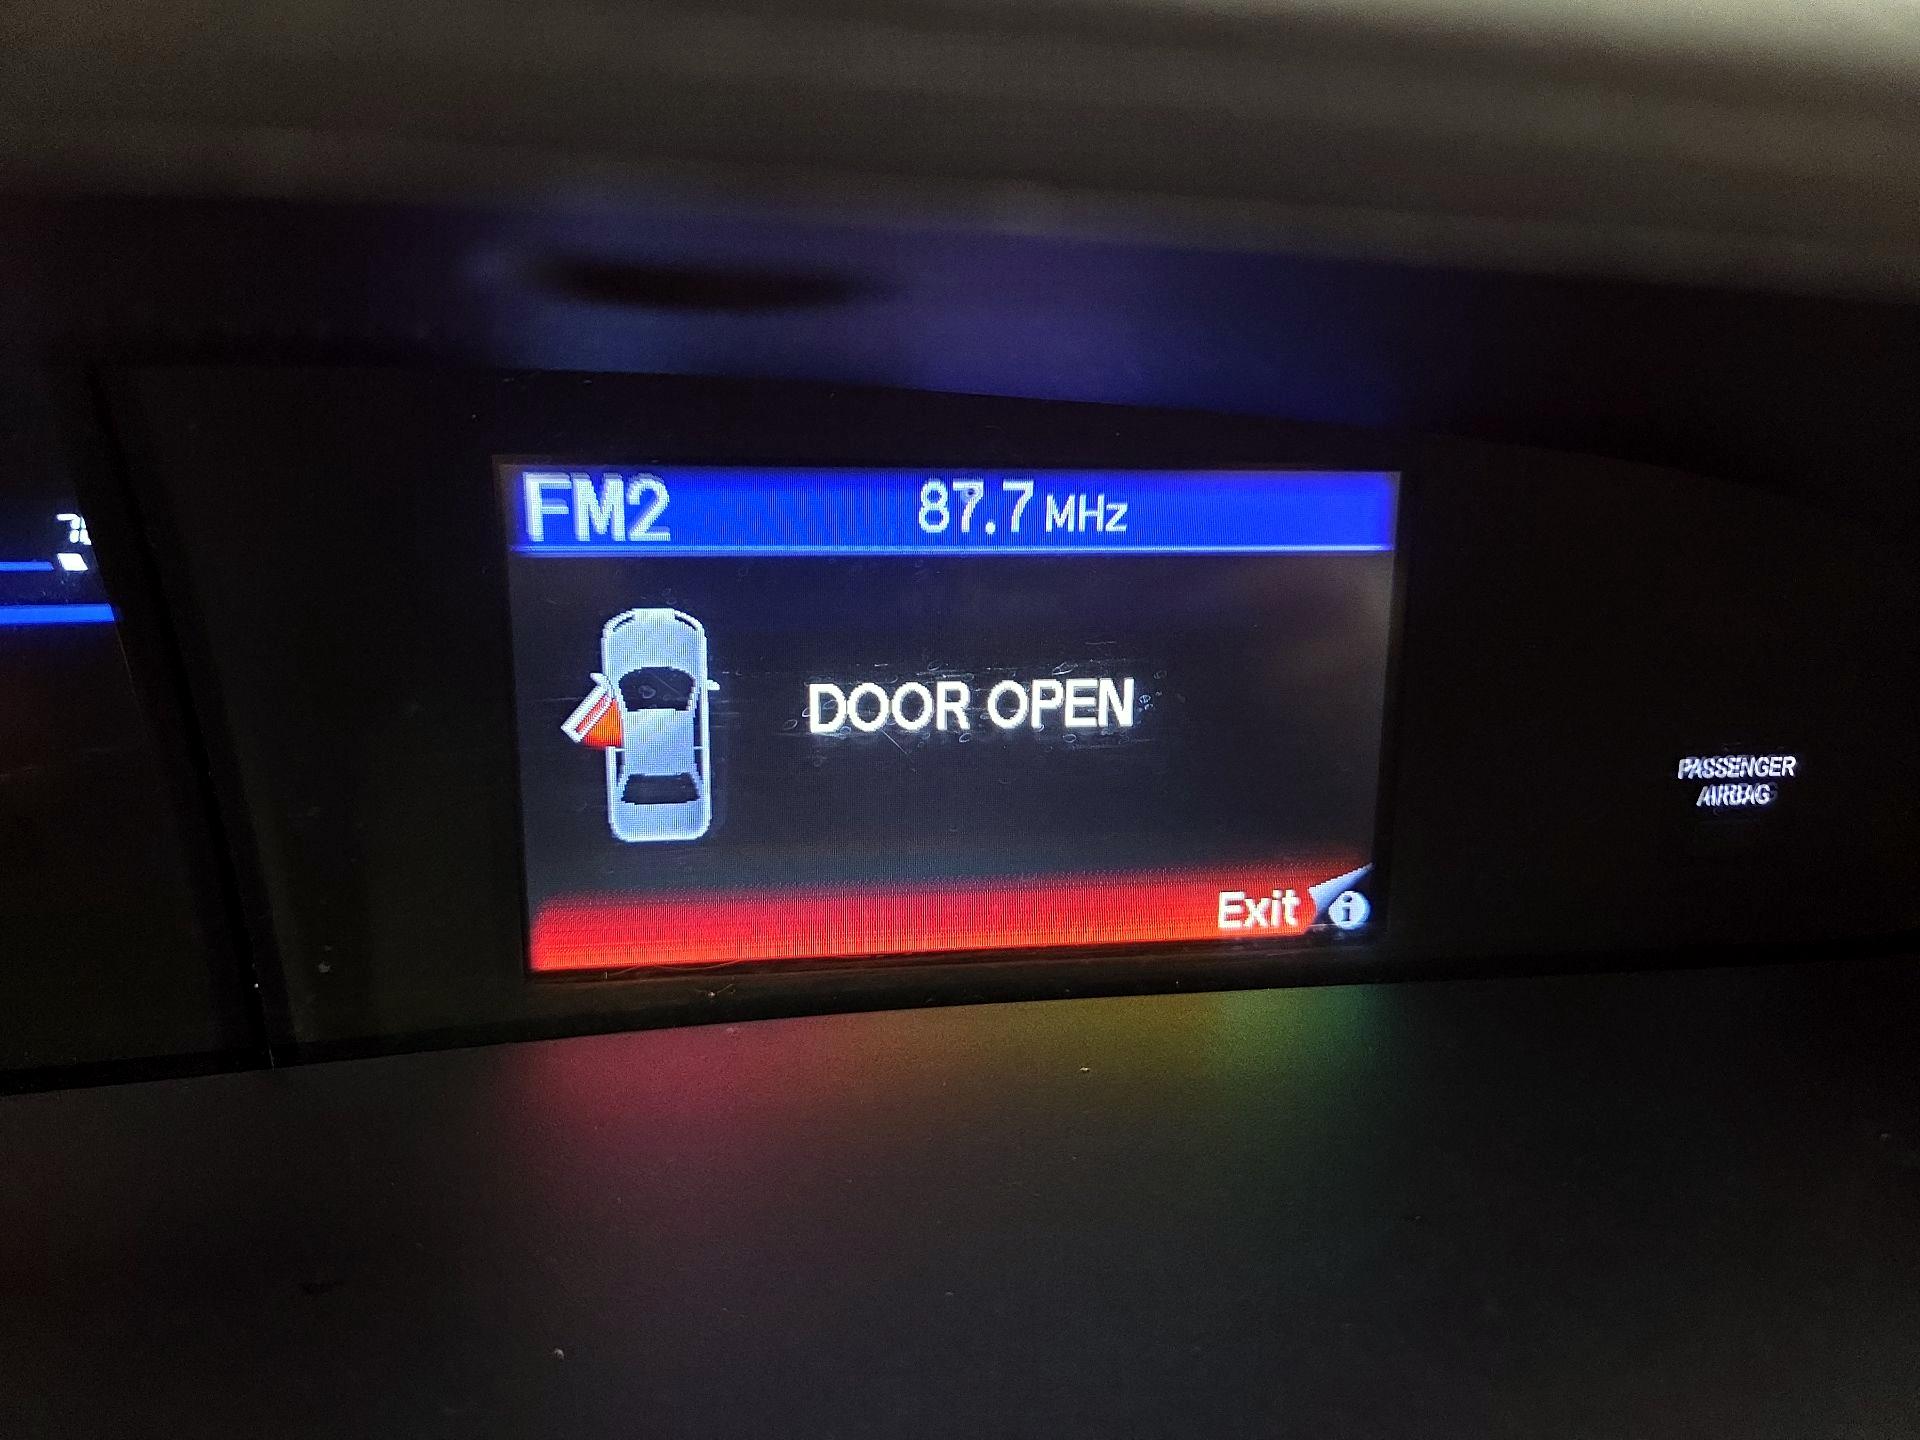 FM2 87.7 MHz
DOOR OPEN
Exit i
PASSENGER
AIRBAG